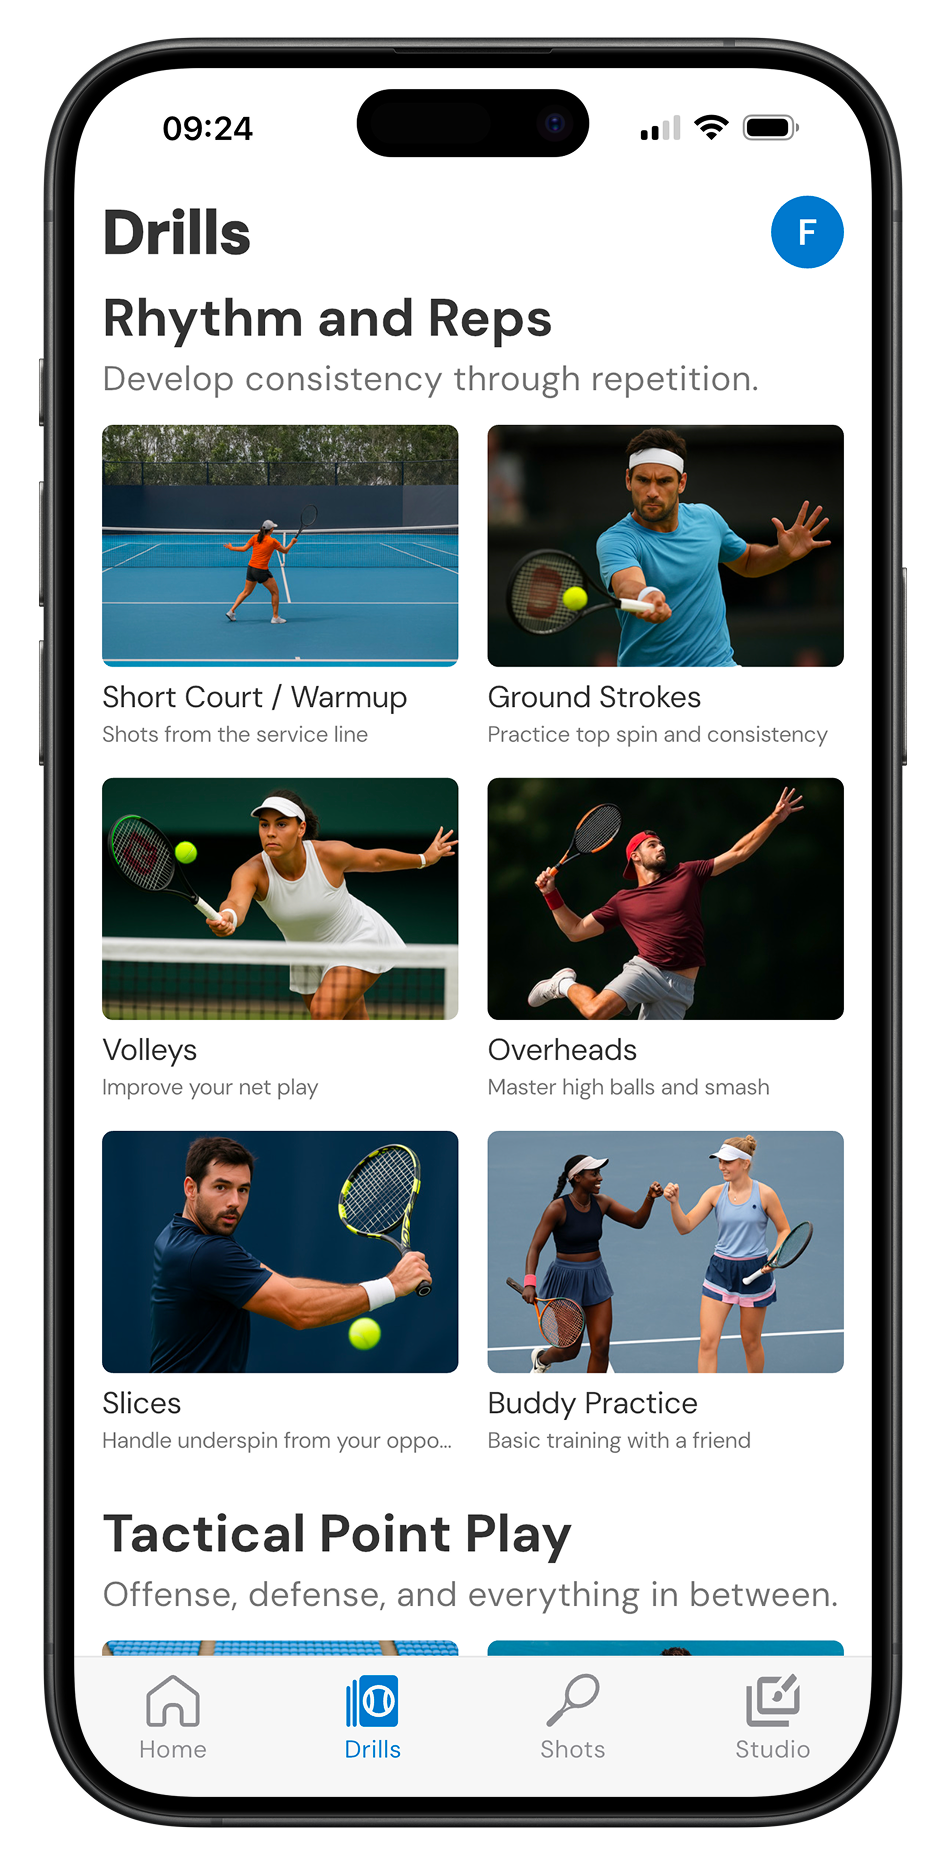 09:24
Drills
F
Rhythm and Reps
Develop consistency through repetition.
Short Court / Warmup
Shots from the service line
Ground Strokes
Practice top spin and consistency
Volleys
Improve your net play
Overheads
Master high balls and smash
Slices
Handle underspin from your oppo...
Buddy Practice
Basic training with a friend
Tactical Point Play
Offense, defense, and everything in between.
Home
Drills
Shots
Studio